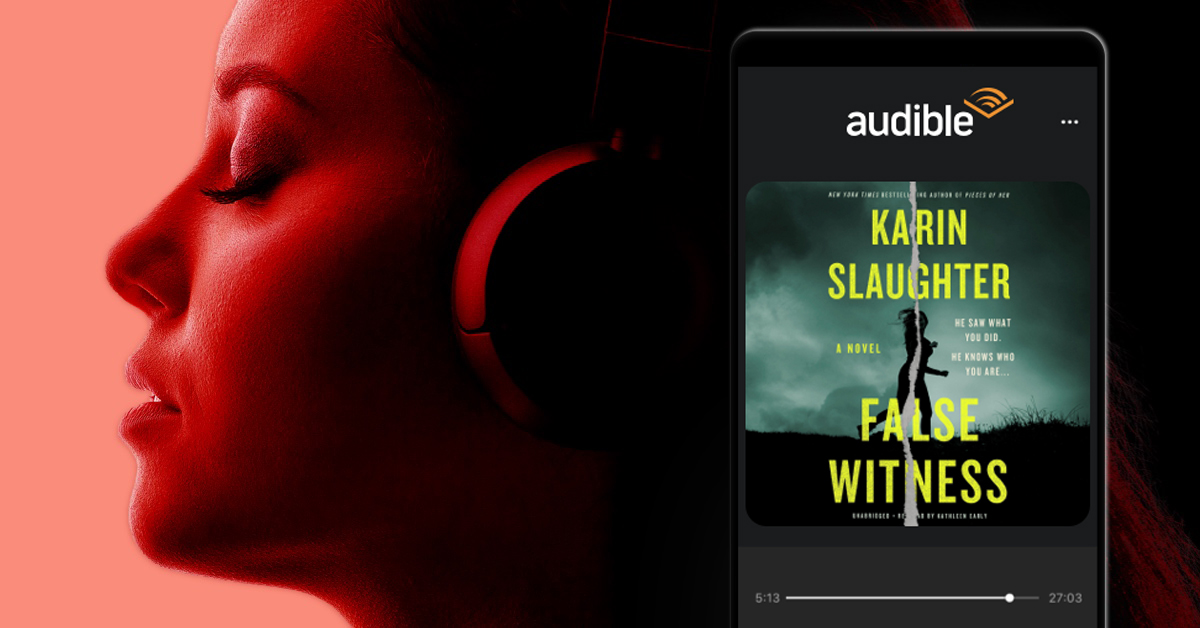 audible
NEW YORK TIMES BESTSELLING AUTHOR OF PIECES OF HER
KARIN
SLAUGHTER
HE SAW WHAT
YOU DID.
A NOVEL
HE KNOWS WHO
YOU ARE...
FALSE
WITNESS
UNABRIDGED • READ BY KATHLEEN EARLY
5:13
27:03